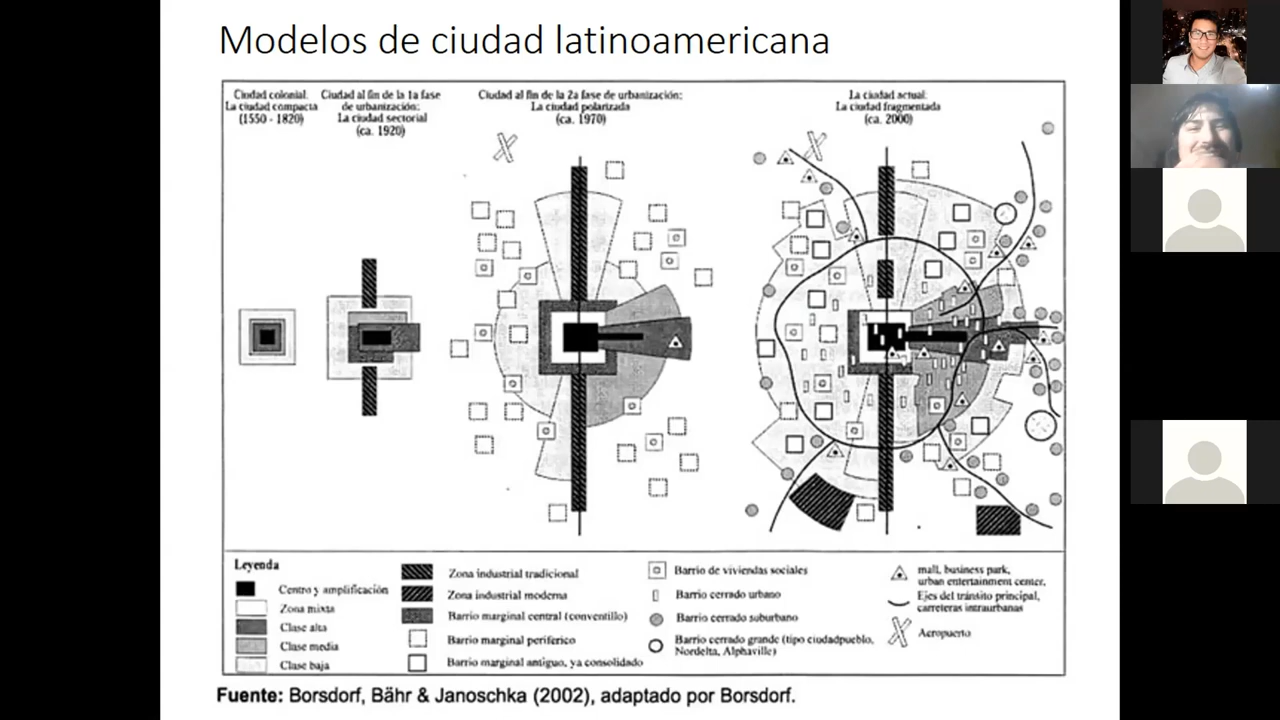 Modelos de ciudad latinoamericana
Ciudad colonial.
La ciudad compacta
(1550 - 1820)
Ciudad al fin de la 1a fase
de urbanización:
La ciudad sectorial
(ca. 1920)
Ciudad al fin de la 2a fase de urbanización:
La ciudad polarizada
(ca. 1970)
La ciudad actual:
La ciudad fragmentada
(ca. 2000)
Leyenda
Centro y amplificación
Zona mixta
Clase alta
Clase media
Clase baja
Zona industrial tradicional
Zona industrial moderna
Barrio marginal central (conventillo)
Barrio marginal periferico
Barrio marginal antiguo, ya consolidado
Barrio de viviendas sociales
Barrio cerrado urbano
Barrio cerrado suburbano
Barrio cerrado grande (tipo ciudadpueblo,
Nordelta, Alphaville)
mall, business park,
urban entertainment center,
Ejes del tránsito principal,
carreteras intraurbanas
Aeropuerto
Fuente: Borsdorf, Bähr & Janoschka (2002), adaptado por Borsdorf.